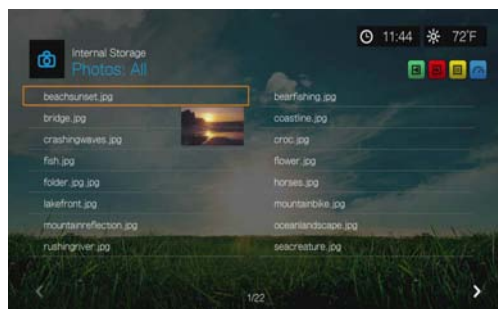 11:44 72°F
Internal Storage
Photos: All
beachsunset.jpg
bearfishing.jpg
bridge.jpg
coastline.jpg
crashingwaves.jpg
croc.jpg
fish.jpg
flower.jpg
folder.jpg.jpg
horses.jpg
lakefront.jpg
mountainbike.jpg
mountainreflection.jpg
oceanlandscape.jpg
rushingriver.jpg
seacreature.jpg
1/22